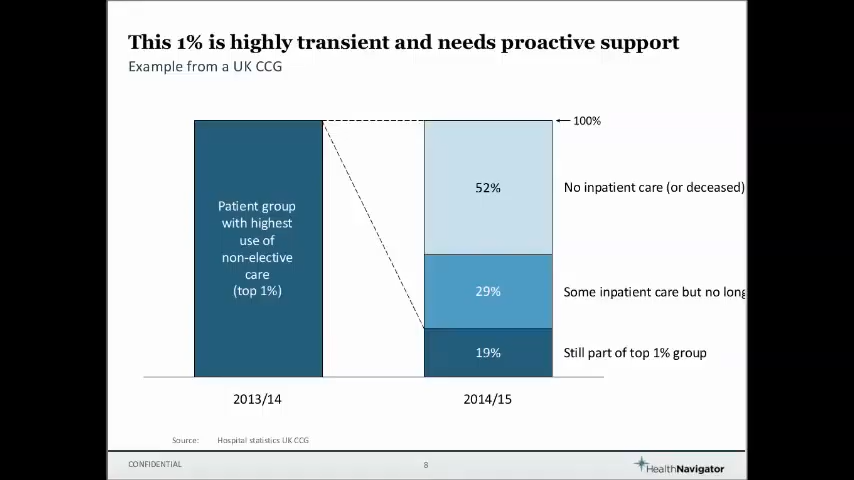 This 1% is highly transient and needs proactive support
Example from a UK CCG
100%
52%
No inpatient care (or deceased)
Patient group
with highest
use of
non-elective
care
(top 1%)
29%
Some inpatient care but no long
19%
Still part of top 1% group
2013/14
2014/15
Source: Hospital statistics UK CCG
CONFIDENTIAL
8
HealthNavigator